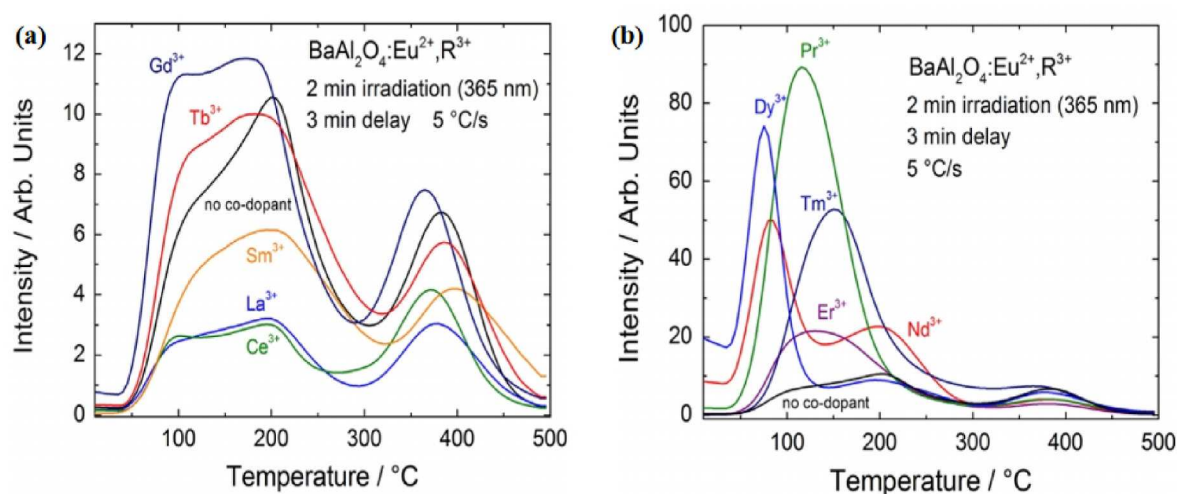 (a)
BaAl₂O₄:Eu²⁺,R³⁺
2 min irradiation (365 nm)
3 min delay 5 °C/s
Gd³⁺
Tb³⁺
no co-dopant
Sm³⁺
La³⁺
Ce³⁺
Intensity / Arb. Units
12
10
8
6
4
2
0
100 200 300 400 500
Temperature / °C
(b)
BaAl₂O₄:Eu²⁺,R³⁺
2 min irradiation (365 nm)
3 min delay
5 °C/s
Pr³⁺
Dy³⁺
Tm³⁺
Er³⁺
Nd³⁺
no co-dopant
Intensity / Arb. Units
100
80
60
40
20
0
100 200 300 400 500
Temperature / °C